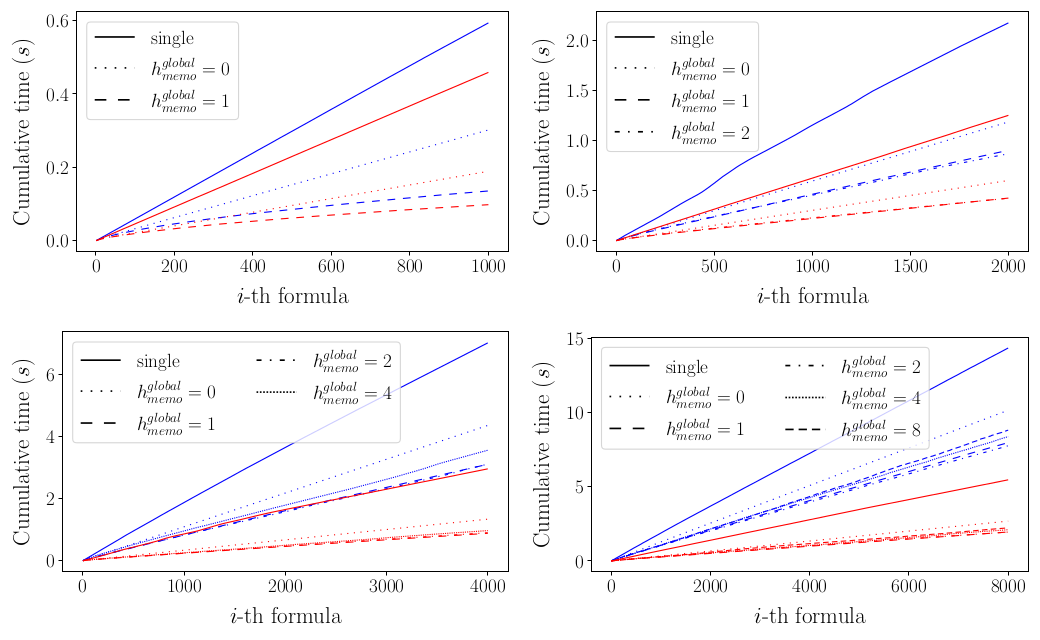 Cumulative time (s)
0.6
0.4
0.2
0.0
single
h_{memo}^{global} = 0
h_{memo}^{global} = 1
0 200 400 600 800 1000
i-th formula
Cumulative time (s)
2.0
1.5
1.0
0.5
0.0
single
h_{memo}^{global} = 0
h_{memo}^{global} = 1
h_{memo}^{global} = 2
0 500 1000 1500 2000
i-th formula
Cumulative time (s)
6
4
2
0
single
h_{memo}^{global} = 0
h_{memo}^{global} = 1
h_{memo}^{global} = 2
h_{memo}^{global} = 4
0 1000 2000 3000 4000
i-th formula
Cumulative time (s)
15
10
5
0
single
h_{memo}^{global} = 0
h_{memo}^{global} = 1
h_{memo}^{global} = 2
h_{memo}^{global} = 4
h_{memo}^{global} = 8
0 2000 4000 6000 8000
i-th formula